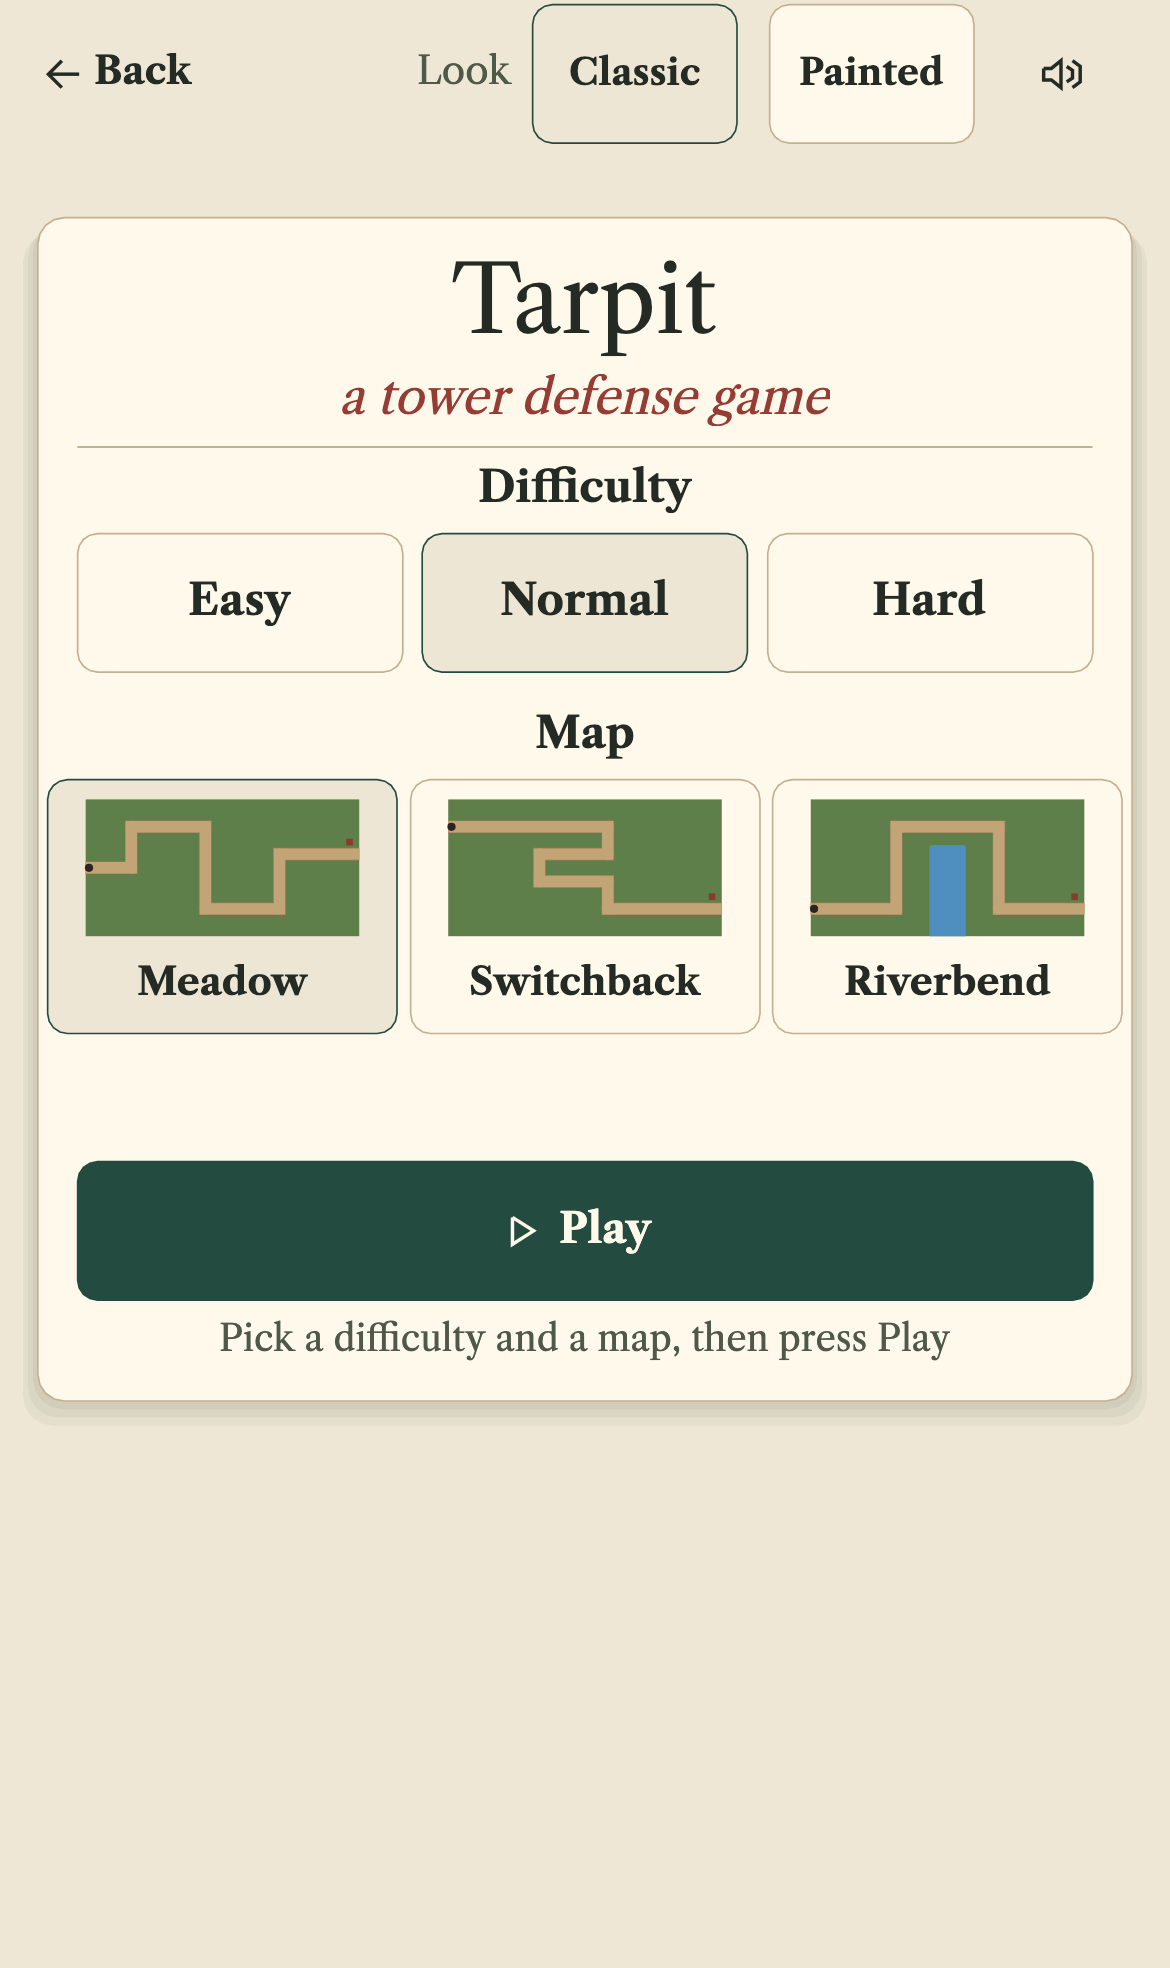 Back Look Classic Painted
Tarpit
a tower defense game
Difficulty
Easy Normal Hard
Map
Meadow Switchback Riverbend
Play
Pick a difficulty and a map, then press Play